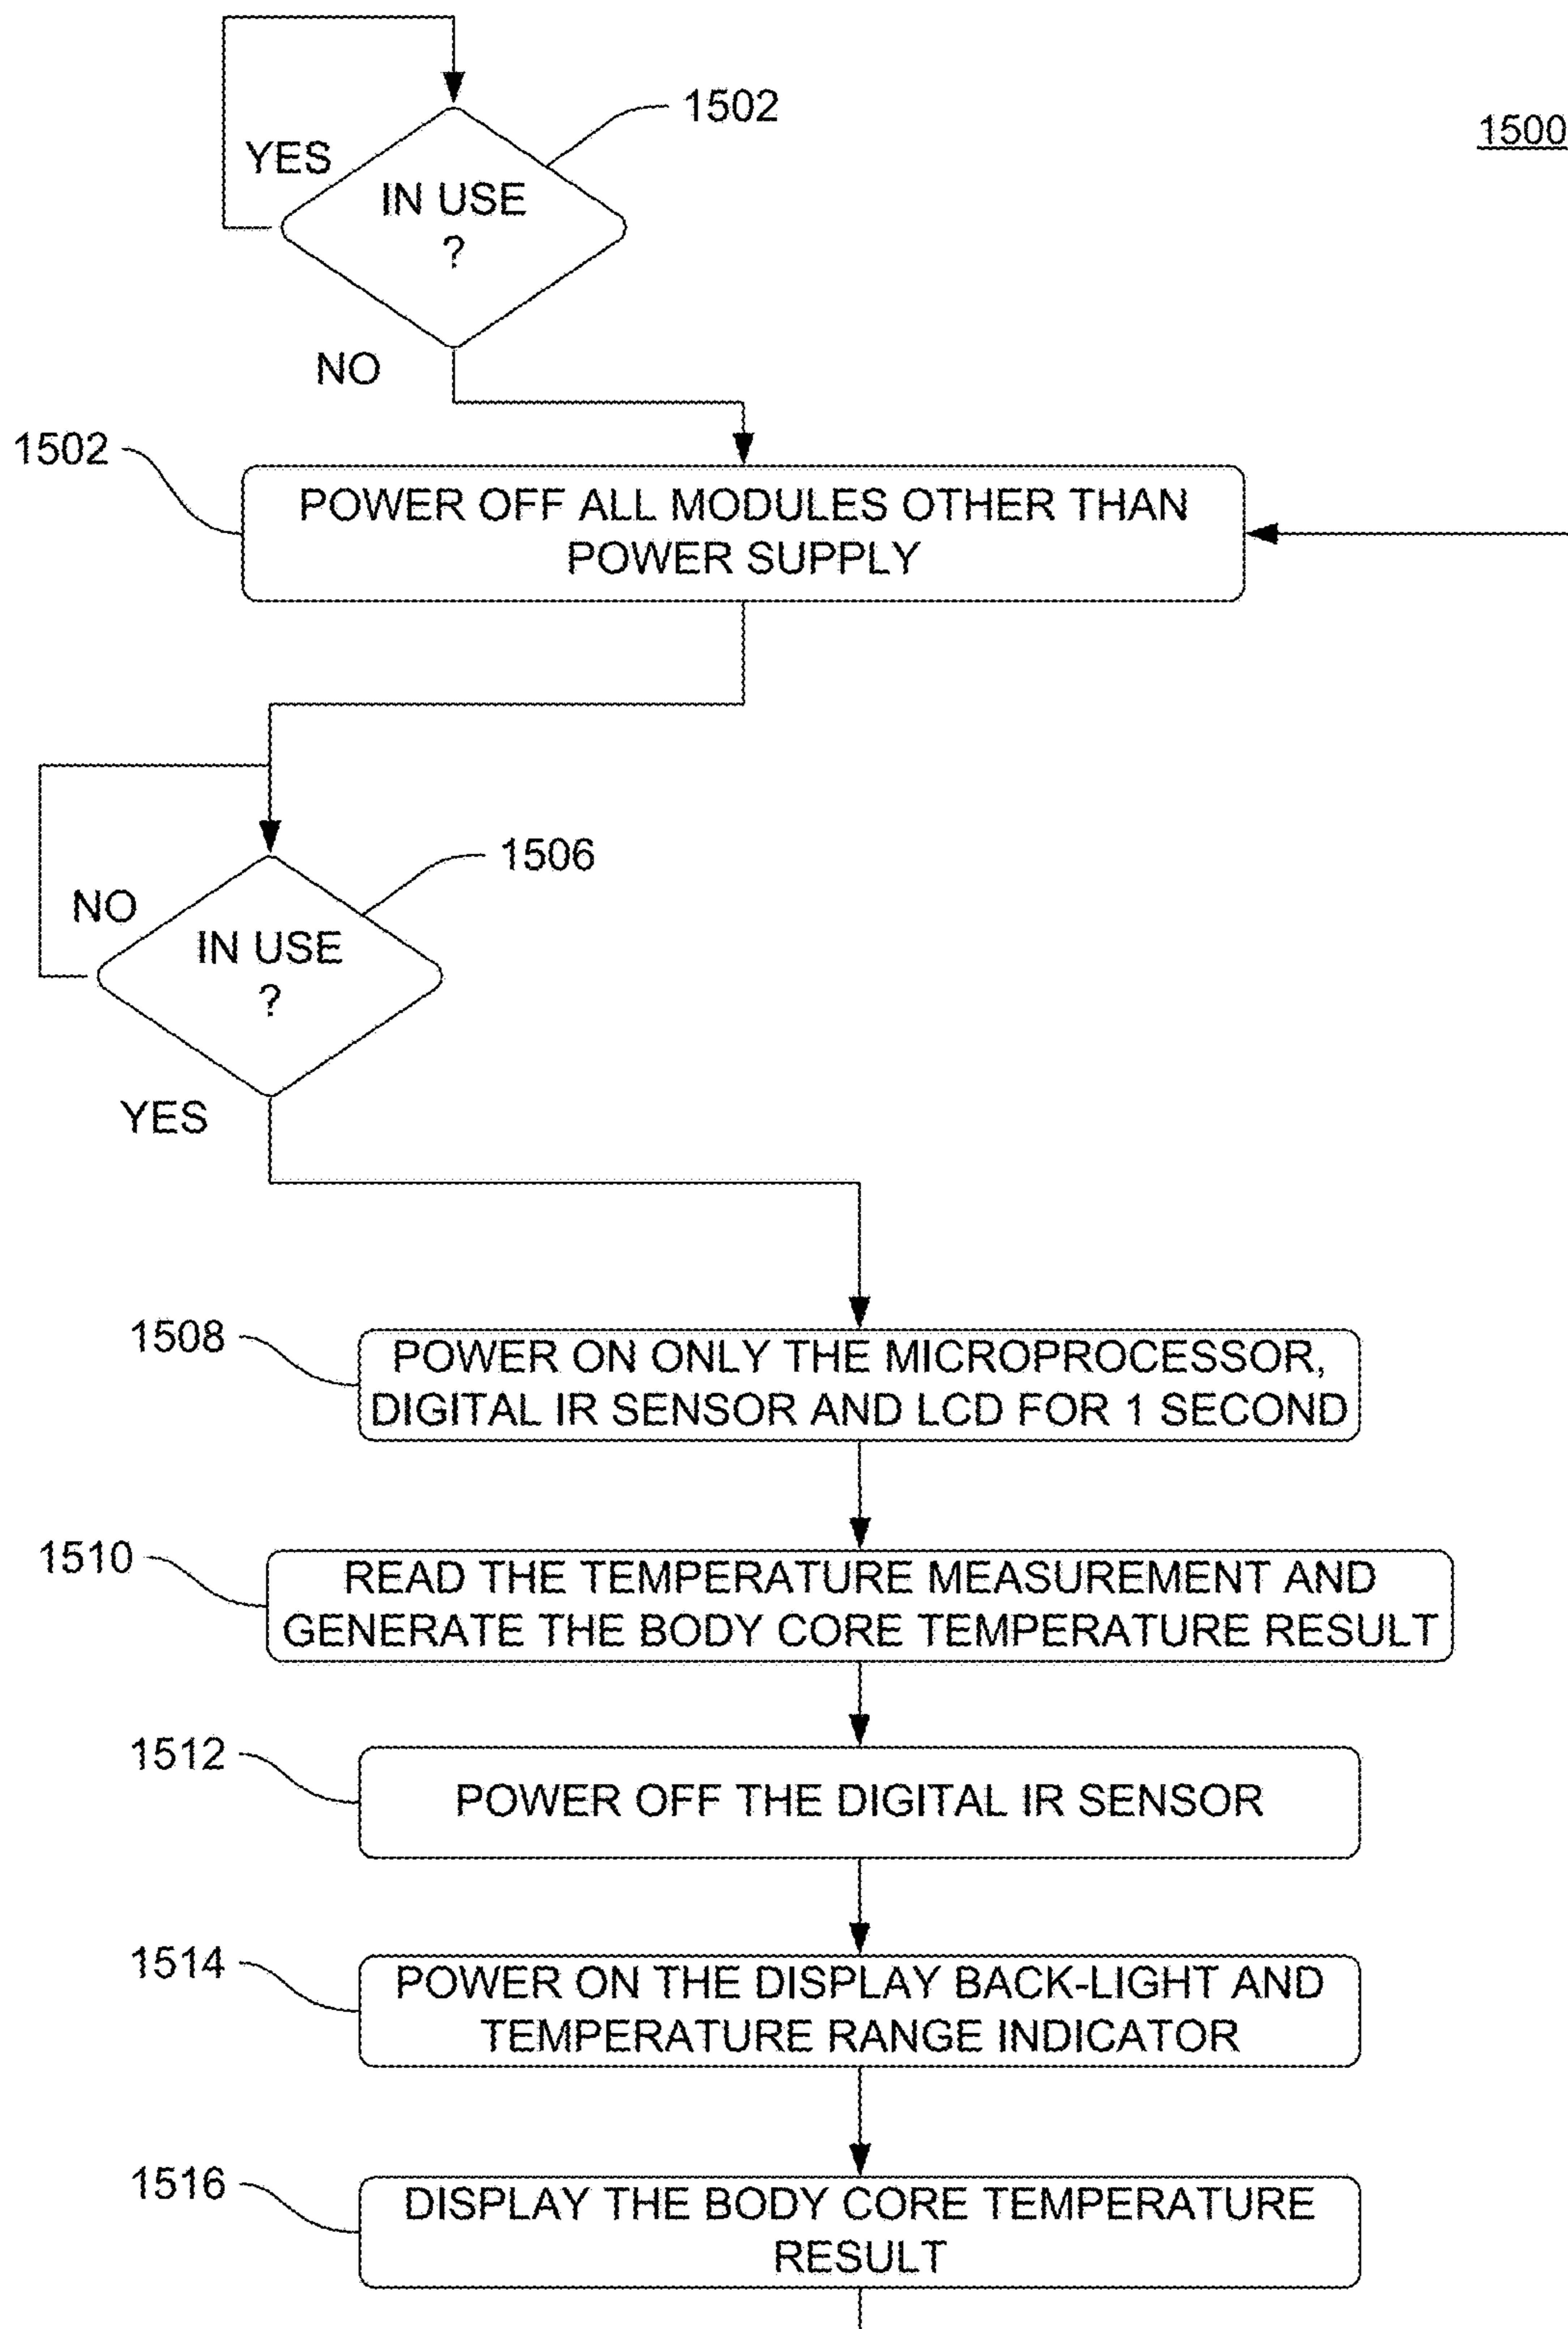 1502
1500
YES
IN USE
?
NO
1502
POWER OFF ALL MODULES OTHER THAN
POWER SUPPLY
1506
NO
IN USE
?
YES
1508
POWER ON ONLY THE MICROPROCESSOR,
DIGITAL IR SENSOR AND LCD FOR 1 SECOND
1510
READ THE TEMPERATURE MEASUREMENT AND
GENERATE THE BODY CORE TEMPERATURE RESULT
1512
POWER OFF THE DIGITAL IR SENSOR
1514
POWER ON THE DISPLAY BACK-LIGHT AND
TEMPERATURE RANGE INDICATOR
1516
DISPLAY THE BODY CORE TEMPERATURE
RESULT